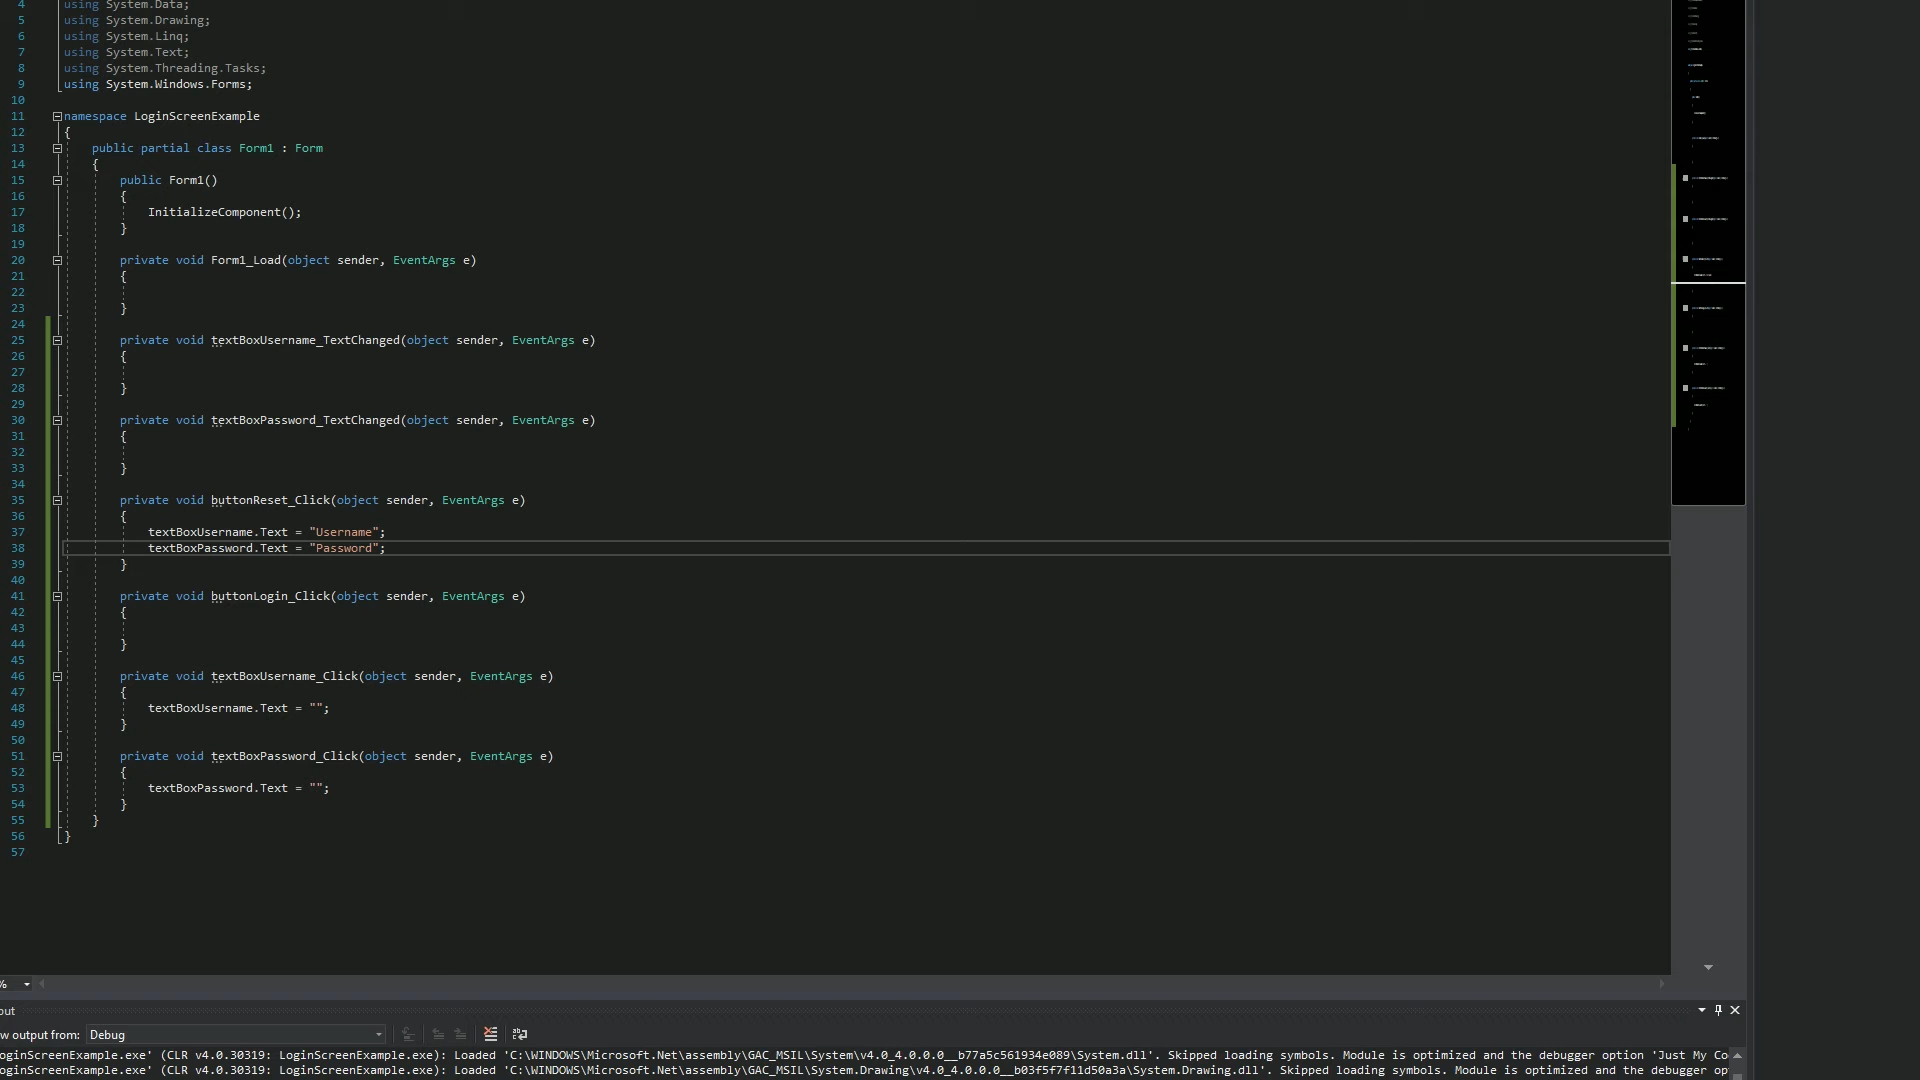 4 using System.Data;
5 using System.Drawing;
6 using System.Linq;
7 using System.Text;
8 using System.Threading.Tasks;
9 using System.Windows.Forms;
10
11 namespace LoginScreenExample
12 {
13 public partial class Form1 : Form
14 {
15 public Form1()
16 {
17 InitializeComponent();
18 }
19
20 private void Form1_Load(object sender, EventArgs e)
21 {
22
23 }
24
25 private void textBoxUsername_TextChanged(object sender, EventArgs e)
26 {
27
28 }
29
30 private void textBoxPassword_TextChanged(object sender, EventArgs e)
31 {
32
33 }
34
35 private void buttonReset_Click(object sender, EventArgs e)
36 {
37 textBoxUsername.Text = "Username";
38 textBoxPassword.Text = "Password";
39 }
40
41 private void buttonLogin_Click(object sender, EventArgs e)
42 {
43
44 }
45
46 private void textBoxUsername_Click(object sender, EventArgs e)
47 {
48 textBoxUsername.Text = "";
49 }
50
51 private void textBoxPassword_Click(object sender, EventArgs e)
52 {
53 textBoxPassword.Text = "";
54 }
55 }
56 }
57
%
out
w output from: Debug
oginScreenExample.exe' (CLR v4.0.30319: LoginScreenExample.exe): Loaded 'C:\WINDOWS\Microsoft.Net\assembly\GAC_MSIL\System\v4.0_4.0.0.0__b77a5c561934e089\System.dll'. Skipped loading symbols. Module is optimized and the debugger option 'Just My Co
oginScreenExample.exe' (CLR v4.0.30319: LoginScreenExample.exe): Loaded 'C:\WINDOWS\Microsoft.Net\assembly\GAC_MSIL\System.Drawing\v4.0_4.0.0.0__b03f5f7f11d50a3a\System.Drawing.dll'. Skipped loading symbols. Module is optimized and the debugger op